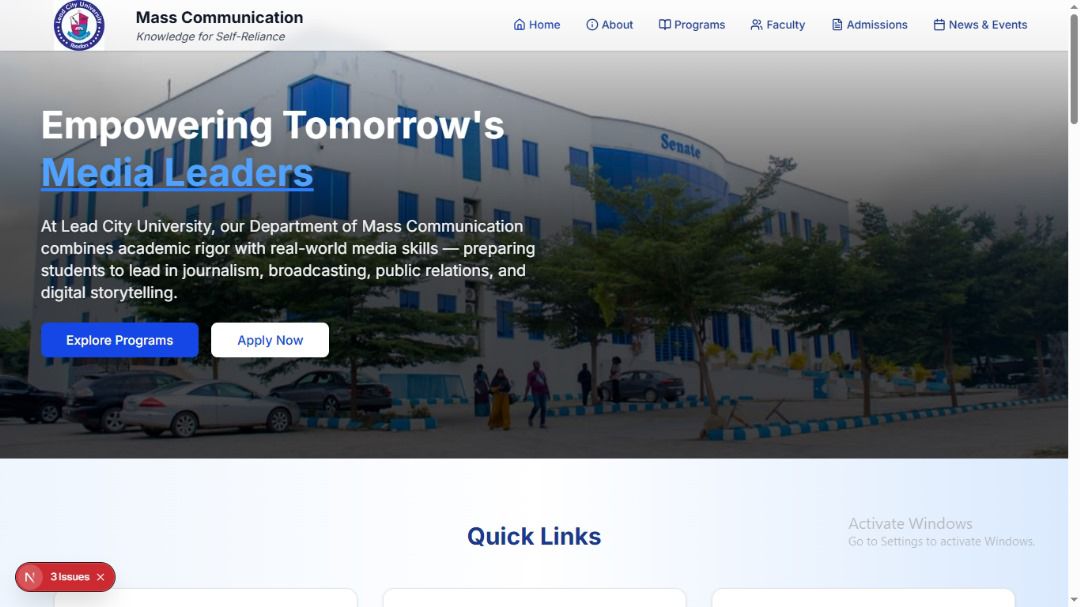 Lead City University
Ibadan
Mass Communication
Knowledge for Self-Reliance
Home
About
Programs
Faculty
Admissions
News & Events
Senate
Empowering Tomorrow's
Media Leaders
At Lead City University, our Department of Mass Communication
combines academic rigor with real-world media skills — preparing
students to lead in journalism, broadcasting, public relations, and
digital storytelling.
Explore Programs
Apply Now
Quick Links
Activate Windows
Go to Settings to activate Windows.
N
3 Issues